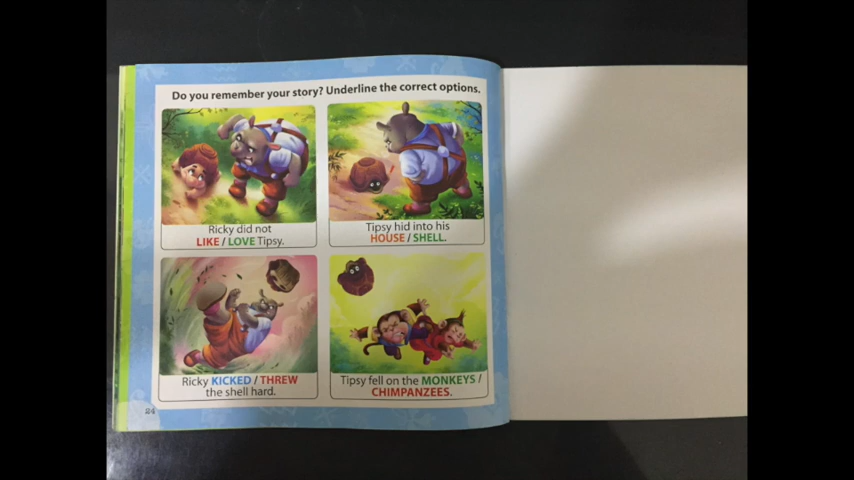 Do you remember your story? Underline the correct options.
Ricky did not
LIKE / LOVE Tipsy.
Tipsy hid into his
HOUSE / SHELL.
Ricky KICKED / THREW
the shell hard.
Tipsy fell on the MONKEYS /
CHIMPANZEES.
24